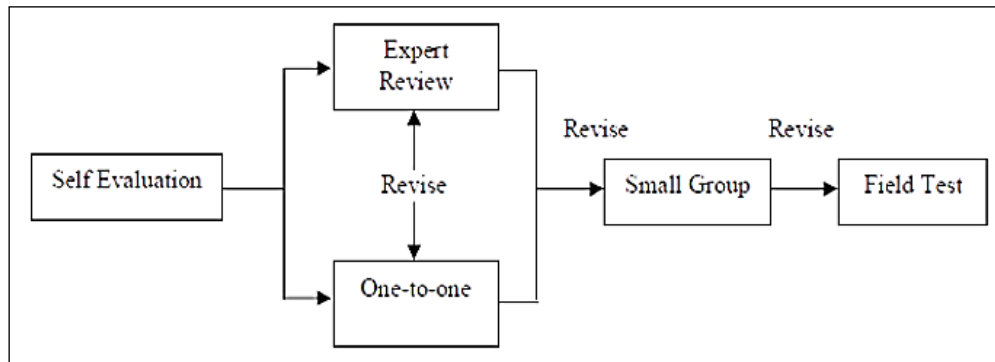 Expert
Review
Revise
Revise
Self Evaluation
Revise
Small Group
Field Test
One-to-one